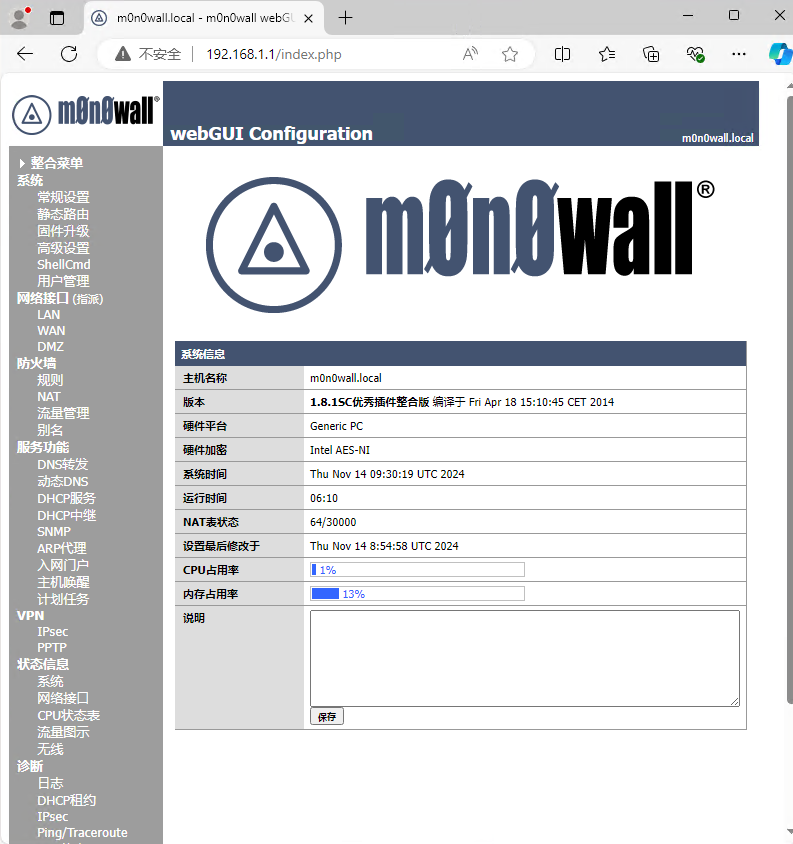 m0n0wall.local - m0n0wall webGU
不安全
192.168.1.1/index.php
m0n0wall®
webGUI Configuration
m0n0wall.local
整合菜单
系统
常规设置
静态路由
固件升级
高级设置
ShellCmd
用户管理
网络接口 (指派)
LAN
WAN
DMZ
防火墙
规则
NAT
流量管理
别名
服务功能
DNS转发
动态DNS
DHCP服务
DHCP中继
SNMP
ARP代理
入网门户
主机唤醒
计划任务
VPN
IPsec
PPTP
状态信息
系统
网络接口
CPU状态表
流量图示
无线
诊断
日志
DHCP租约
IPsec
Ping/Traceroute
m0n0wall®
系统信息
主机名称 m0n0wall.local
版本 1.8.1SC优秀插件整合版 编译于 Fri Apr 18 15:10:45 CET 2014
硬件平台 Generic PC
硬件加密 Intel AES-NI
系统时间 Thu Nov 14 09:30:19 UTC 2024
运行时间 06:10
NAT表状态 64/30000
设置最后修改于 Thu Nov 14 8:54:58 UTC 2024
CPU占用率 1%
内存占用率 13%
说明
保存